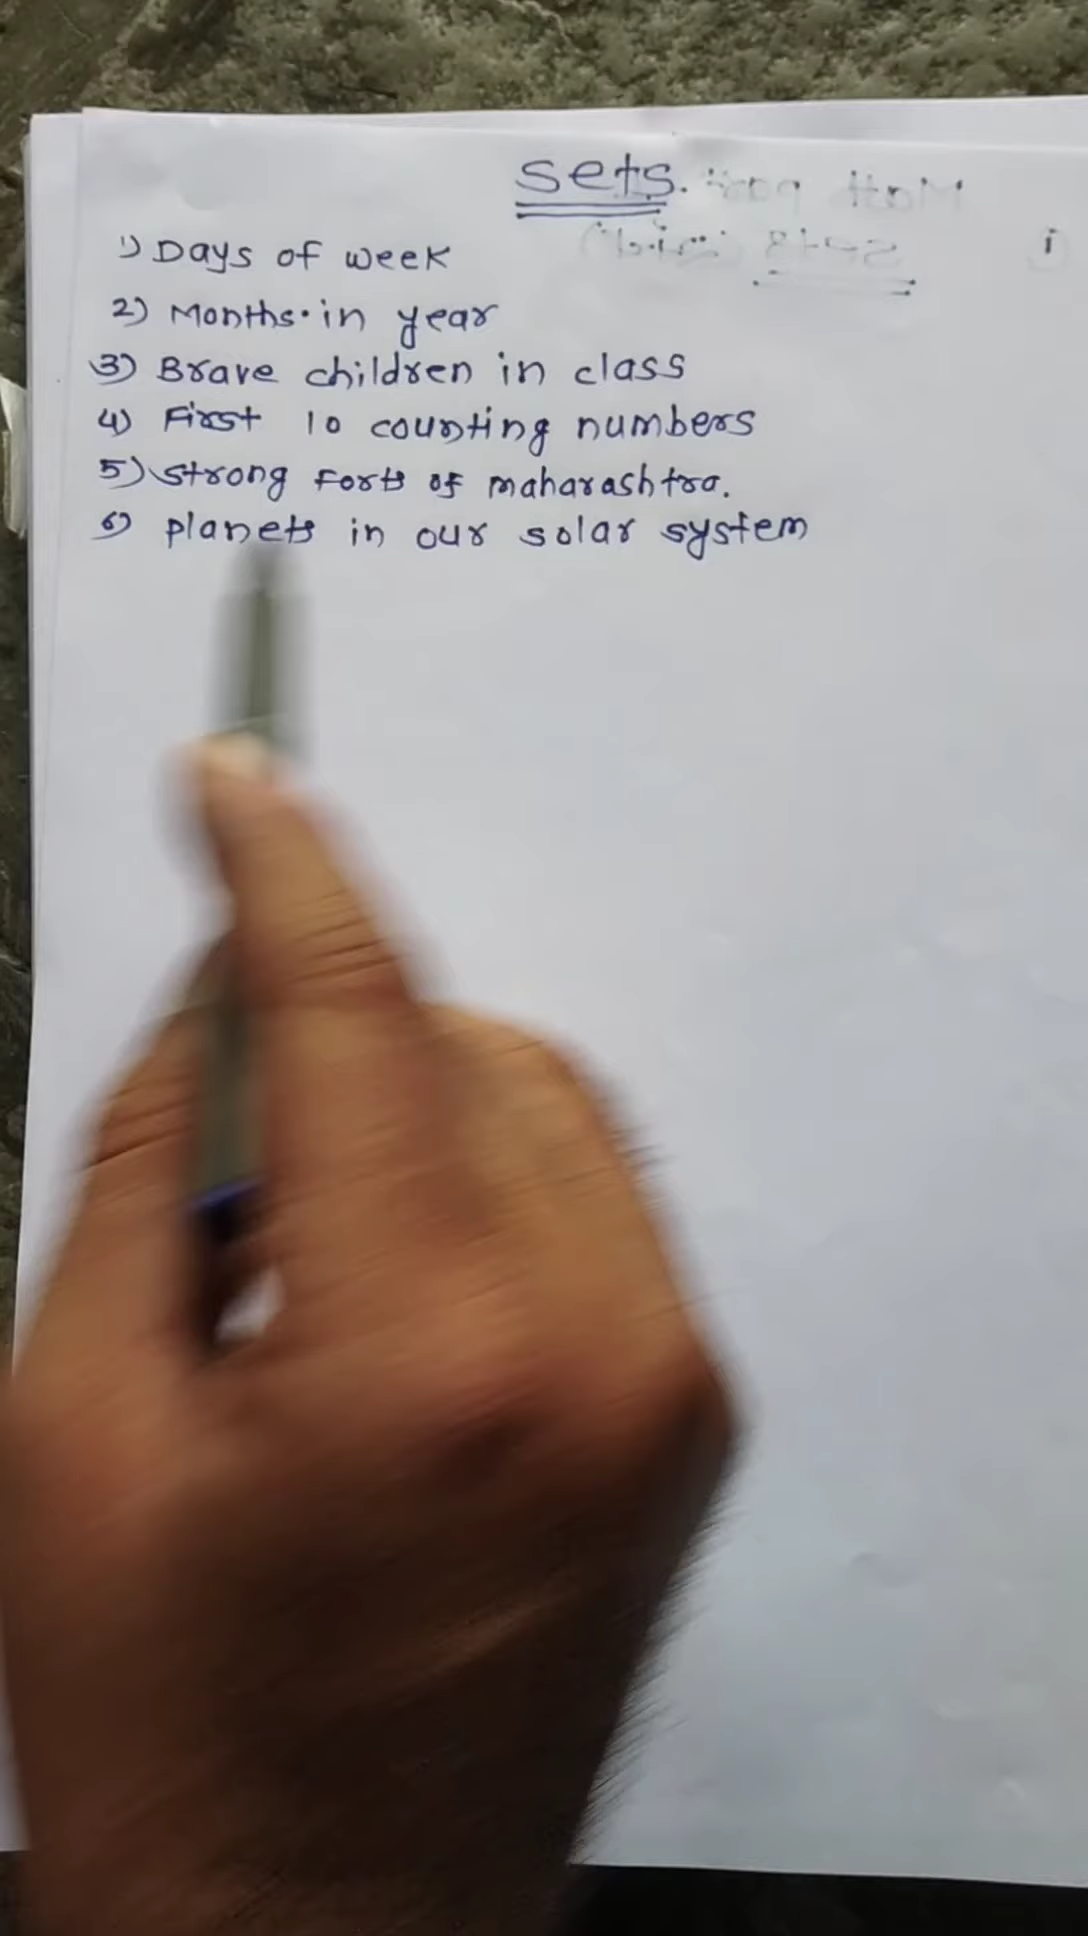 sets.
1) Days of week
2) Months. in year
3) Brave children in class
4) First 10 counting numbers
5) strong forts of maharashtra.
6) planets in our solar system